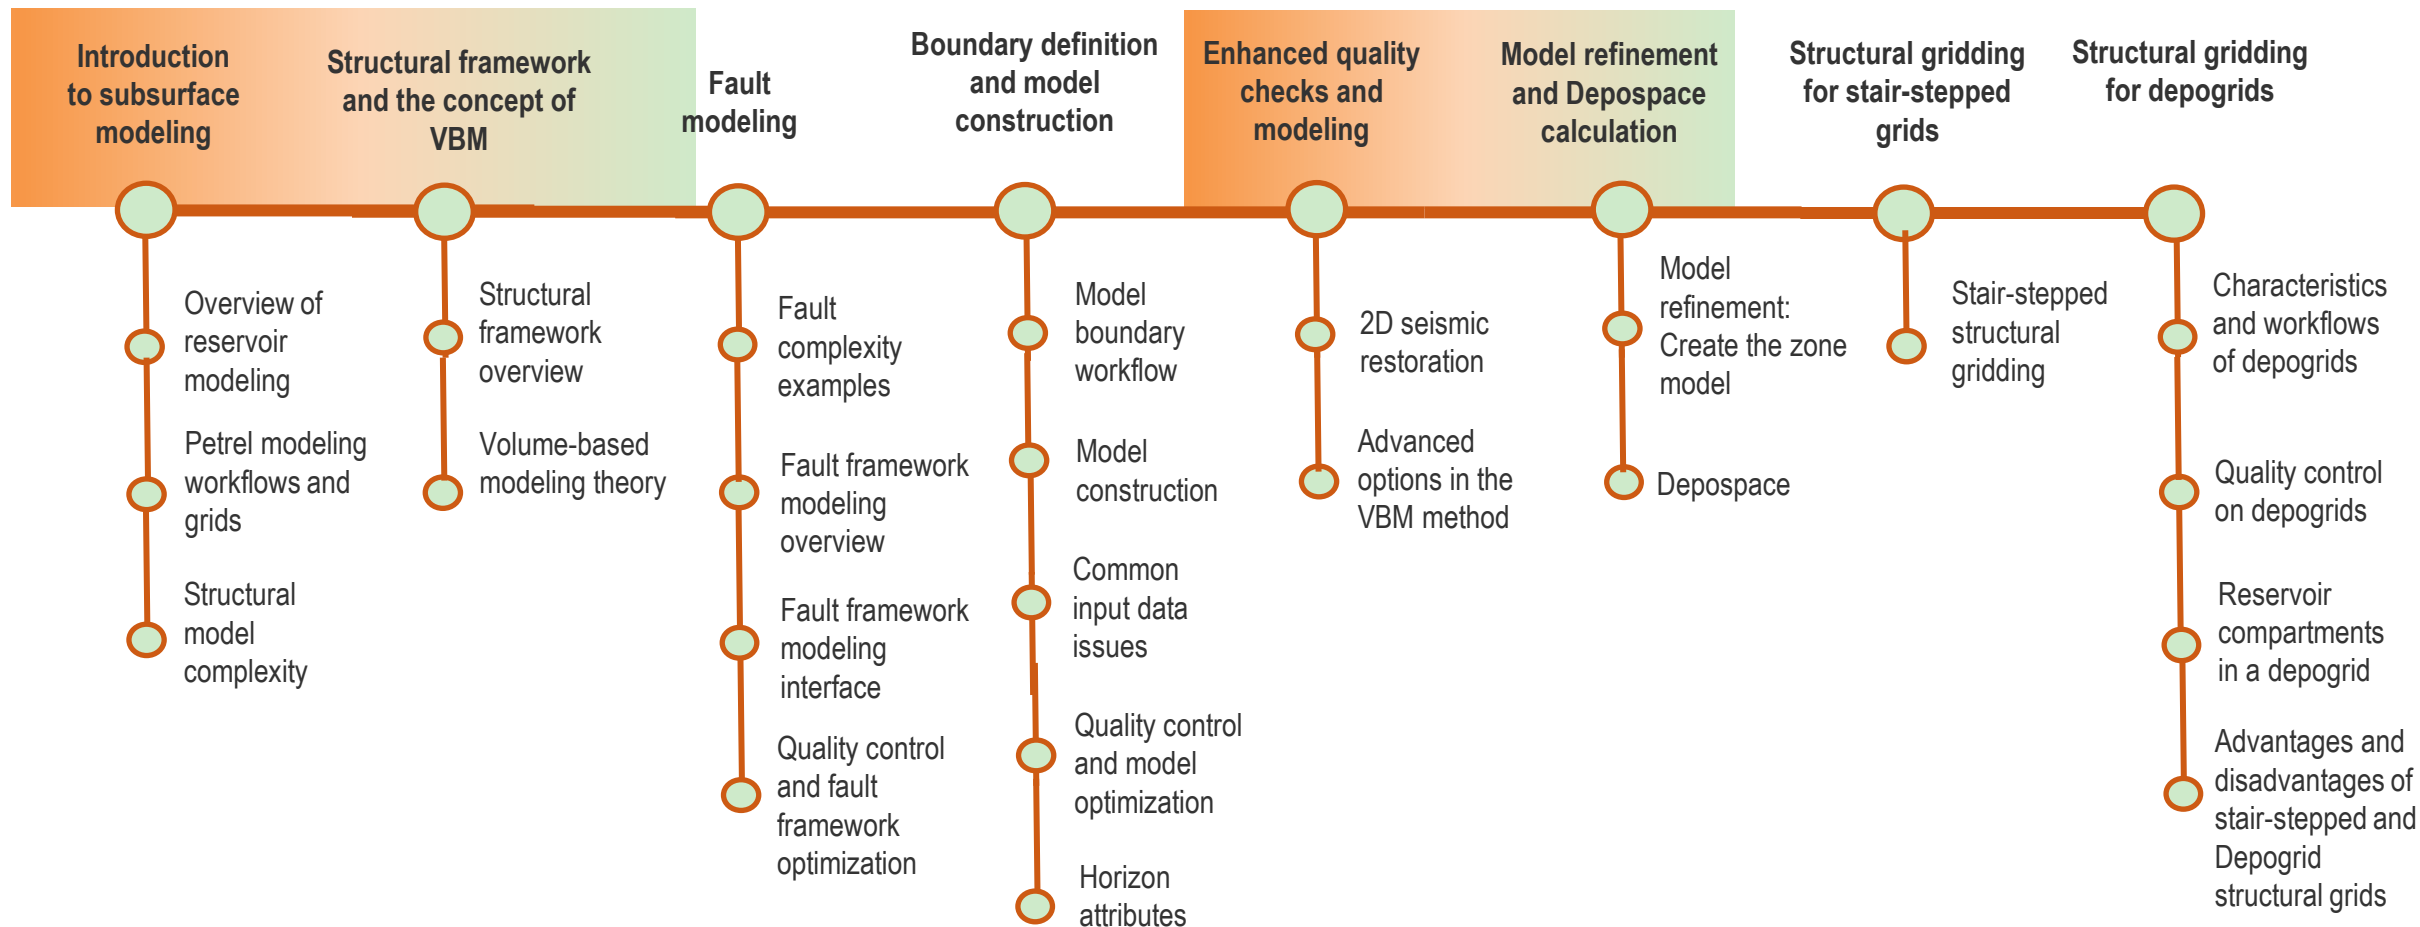 Introduction
to subsurface
modeling
Structural framework
and the concept of
VBM
Fault
modeling
Boundary definition
and model
construction
Enhanced quality
checks and
modeling
Model refinement
and Depospace
calculation
Structural gridding
for stair-stepped
grids
Structural gridding
for depogrids
Overview of
reservoir
modeling
Petrel modeling
workflows and
grids
Structural
model
complexity
Structural
framework
overview
Volume-based
modeling theory
Fault
complexity
examples
Fault framework
modeling
overview
Fault framework
modeling
interface
Quality control
and fault
framework
optimization
Model
boundary
workflow
Model
construction
Common
input data
issues
Quality control
and model
optimization
Horizon
attributes
2D seismic
restoration
Advanced
options in the
VBM method
Model
refinement:
Create the zone
model
Depospace
Stair-stepped
structural
gridding
Characteristics
and workflows
of depogrids
Quality control
on depogrids
Reservoir
compartments
in a depogrid
Advantages and
disadvantages of
stair-stepped and
Depogrid
structural grids